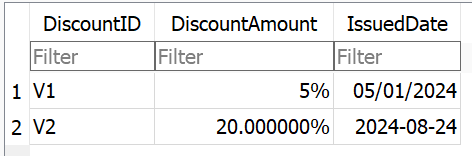 DiscountID DiscountAmount IssuedDate
Filter Filter Filter
1 V1 5% 05/01/2024
2 V2 20.000000% 2024-08-24